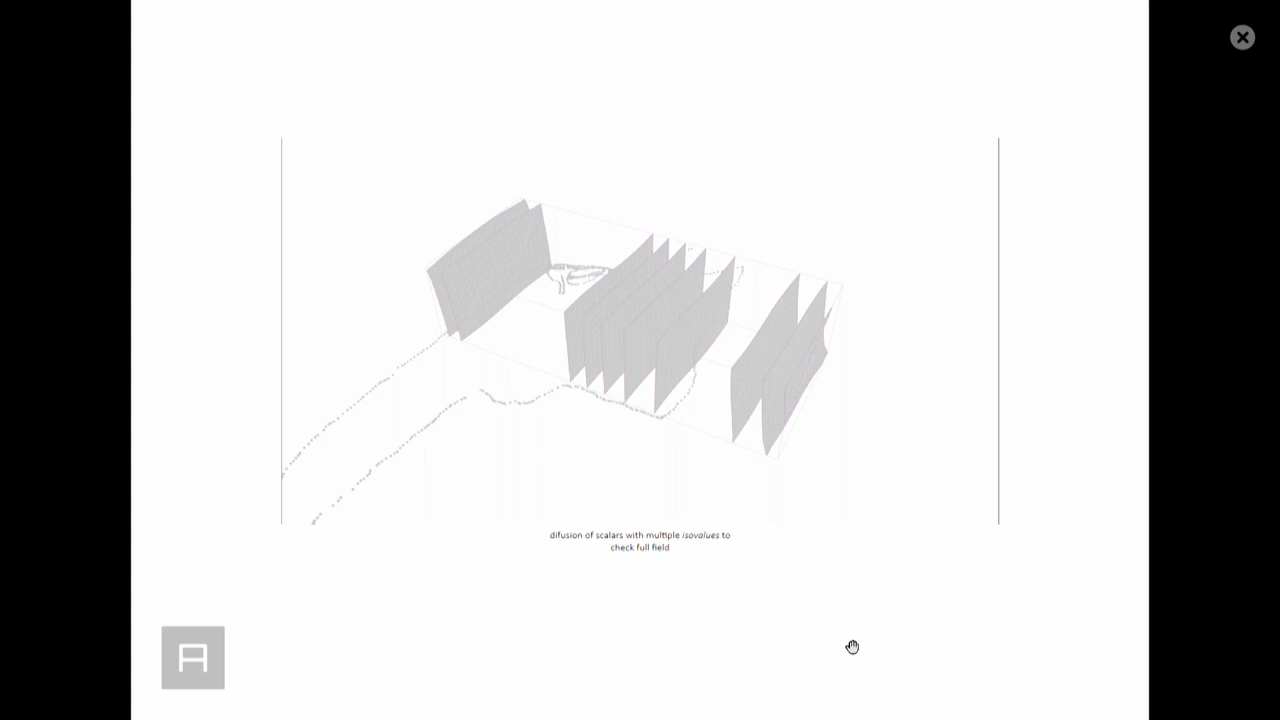 difusion of scalars with multiple isovalues to
check full field